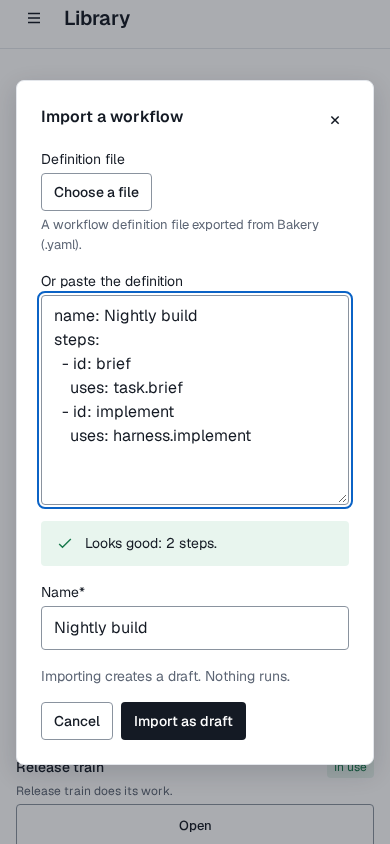 Library
Import a workflow
Definition file
Choose a file
A workflow definition file exported from Bakery
(.yaml).
Or paste the definition
name: Nightly build
steps:
  - id: brief
    uses: task.brief
  - id: implement
    uses: harness.implement
Looks good: 2 steps.
Name*
Nightly build
Importing creates a draft. Nothing runs.
Cancel
Import as draft
Release train
in use
Release train does its work.
Open